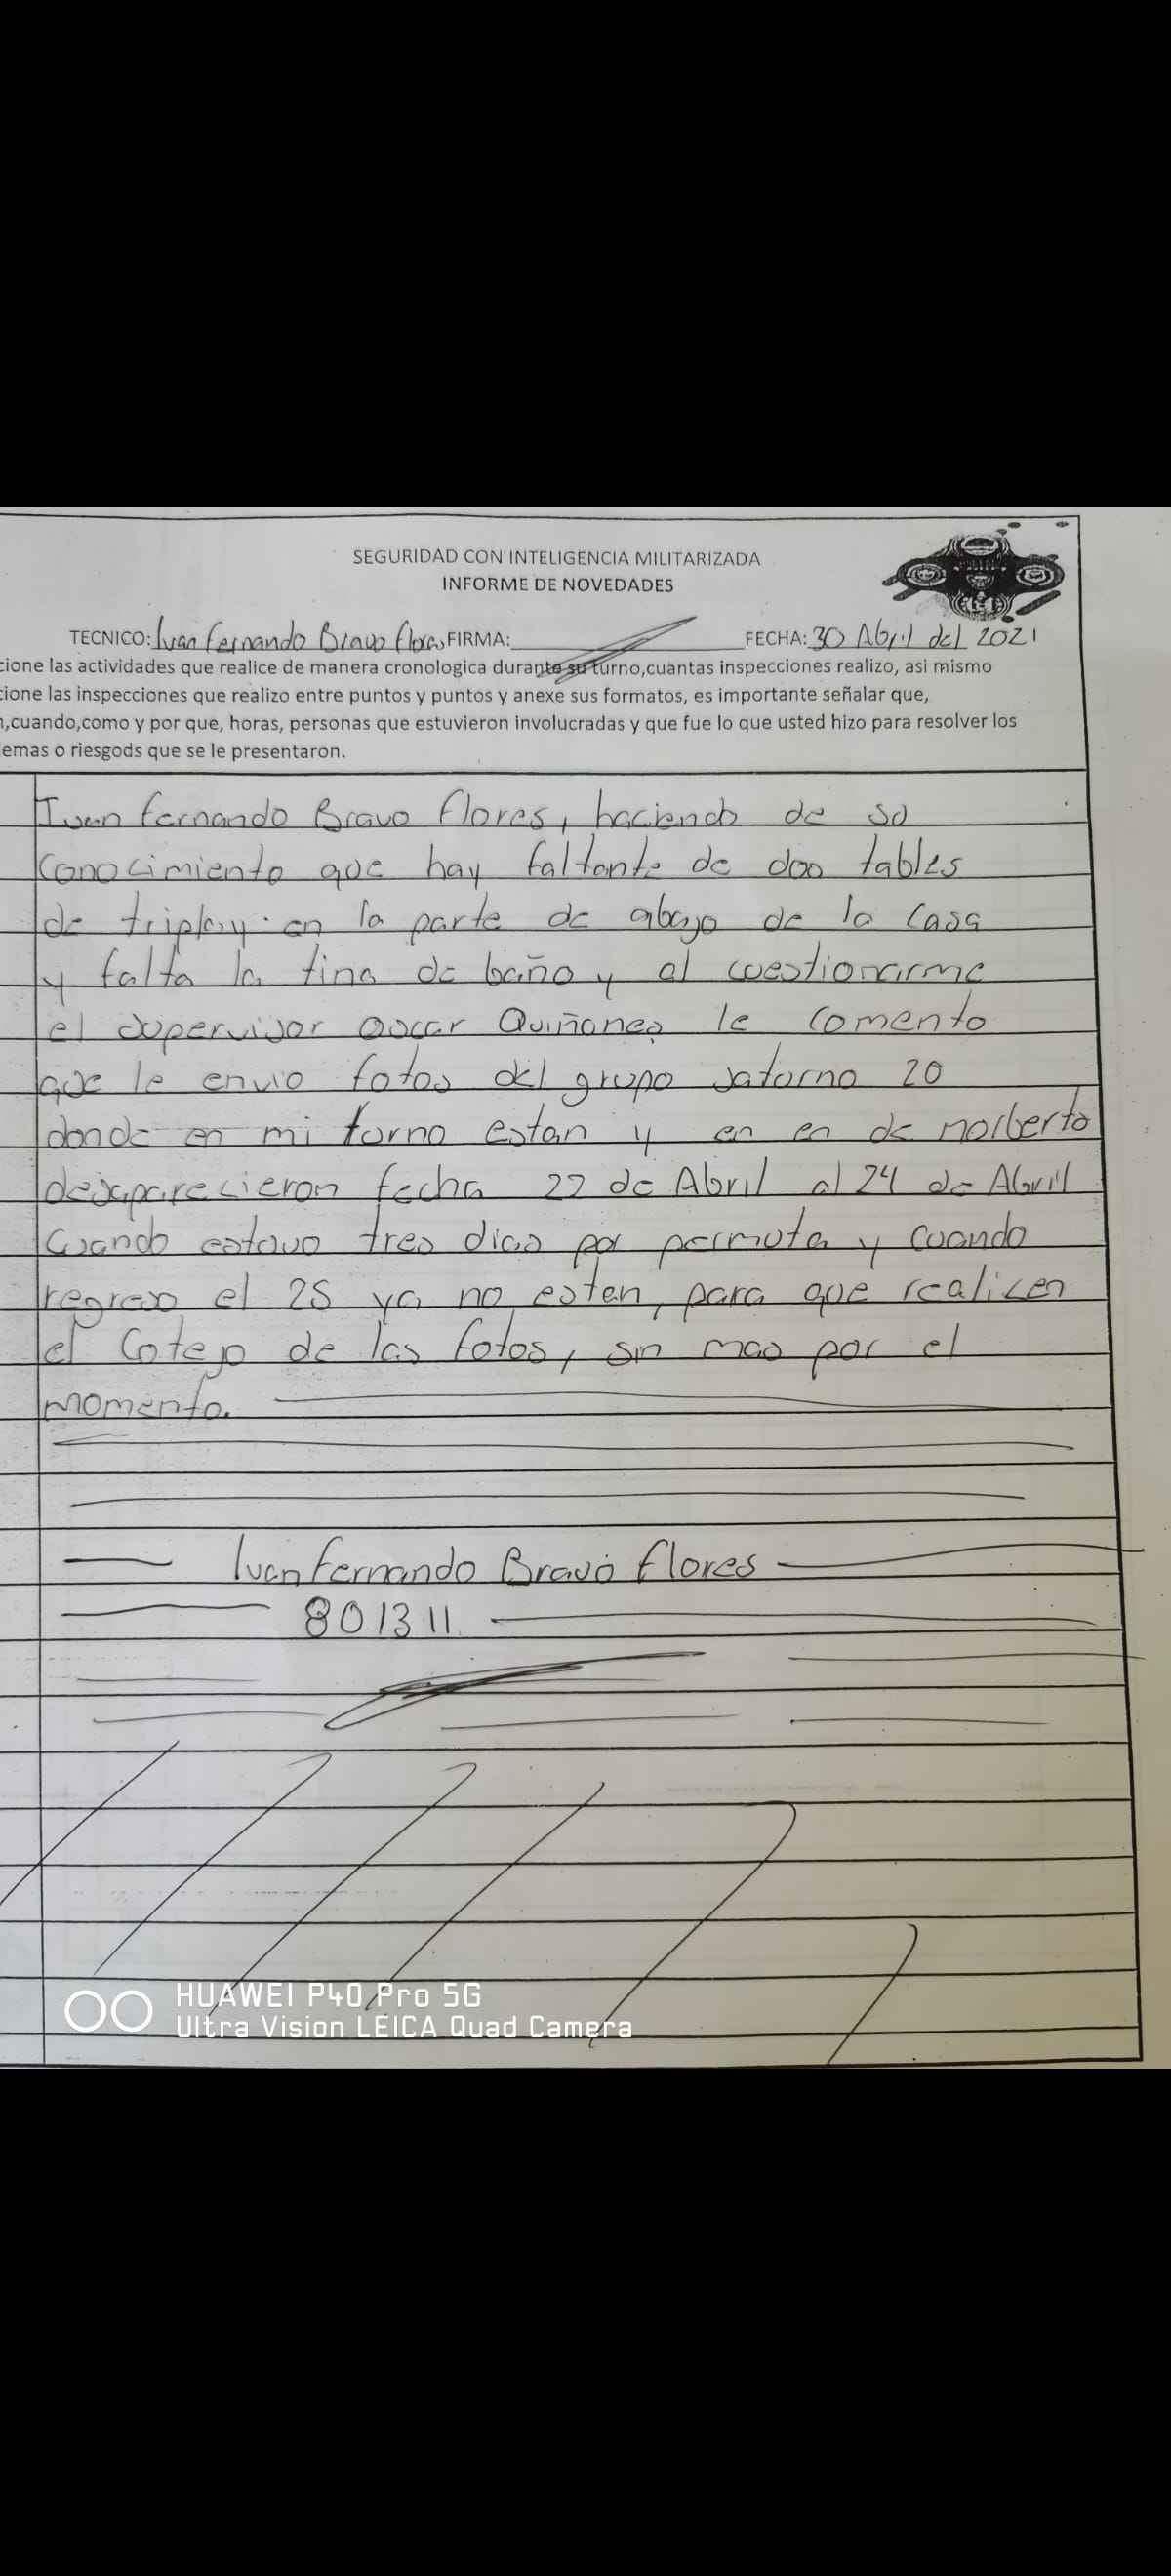 SEGURIDAD CON INTELIGENCIA MILITARIZADA
INFORME DE NOVEDADES
TECNICO: Ivan Fernando Bravo Flores FIRMA: FECHA: 30 Abril del 2021
cione las actividades que realice de manera cronologica durante su turno,cuantas inspecciones realizo, asi mismo
cione las inspecciones que realizo entre puntos y puntos y anexe sus formatos, es importante señalar que,
n,cuando,como y por que, horas, personas que estuvieron involucradas y que fue lo que usted hizo para resolver los
emas o riesgods que se le presentaron.
Ivan Fernando Bravo Flores, haciendo de su
conocimiento que hay faltante de dos tables
de triplay en la parte de abajo de la casa
y falta la tina de baño y al cuestionarme
el supervisor Oscar Quiñones le comento
que le envio fotos del grupo saturno 20
donde en mi turno estan y en en de norberto
desaparecieron fecha 22 de Abril al 24 de Abril
Cuando estuvo tres dias por permuta y cuando
regreso el 25 ya no estan, para que realicen
el Cotejo de las fotos, sin mas por el
momento.
Ivan Fernando Bravo Flores
801311
HUAWEI P40 Pro 5G
Ultra Vision LEICA Quad Camera